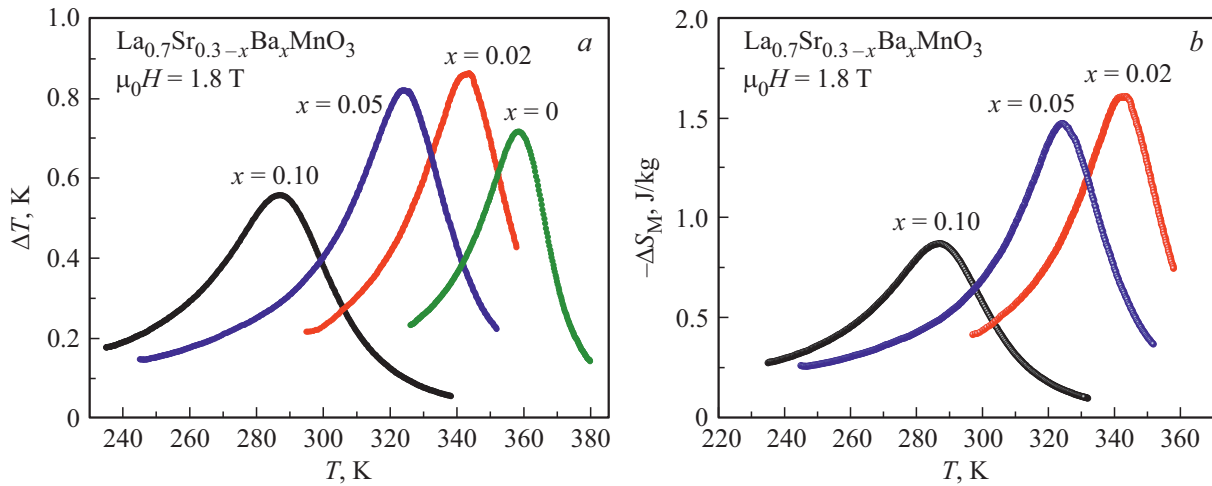 La0.7Sr0.3−xBaxMnO3
a
μ0H = 1.8 T
x = 0.02
x = 0.05
x = 0
x = 0.10
ΔT, K
1.0
0.8
0.6
0.4
0.2
0
240 260 280 300 320 340 360 380
T, K
La0.7Sr0.3−xBaxMnO3
b
μ0H = 1.8 T
x = 0.02
x = 0.05
x = 0.10
−ΔSM, J/kg
2.0
1.5
1.0
0.5
0
220 240 260 280 300 320 340 360
T, K